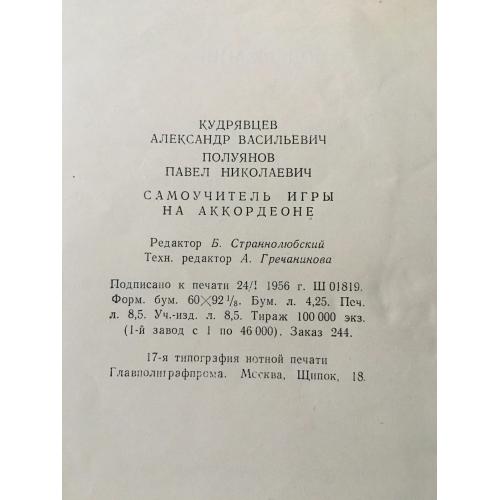 КУДРЯВЦЕВ
АЛЕКСАНДР ВАСИЛЬЕВИЧ
ПОЛУЯНОВ
ПАВЕЛ НИКОЛАЕВИЧ
САМОУЧИТЕЛЬ ИГРЫ
НА АККОРДЕОНЕ
Редактор Б. Страннолюбский
Техн. редактор А. Гречанинова
Подписано к печати 24/I 1956 г. Ш 01819.
Форм. бум. 60×92 1/8. Бум. л. 4,25. Печ.
л. 8,5. Уч.-изд. л. 8,5. Тираж 100 000 экз.
(1-й завод с 1 по 46 000). Заказ 244.
17-я типография нотной печати
Главполиграфпрома. Москва, Щипок, 18.